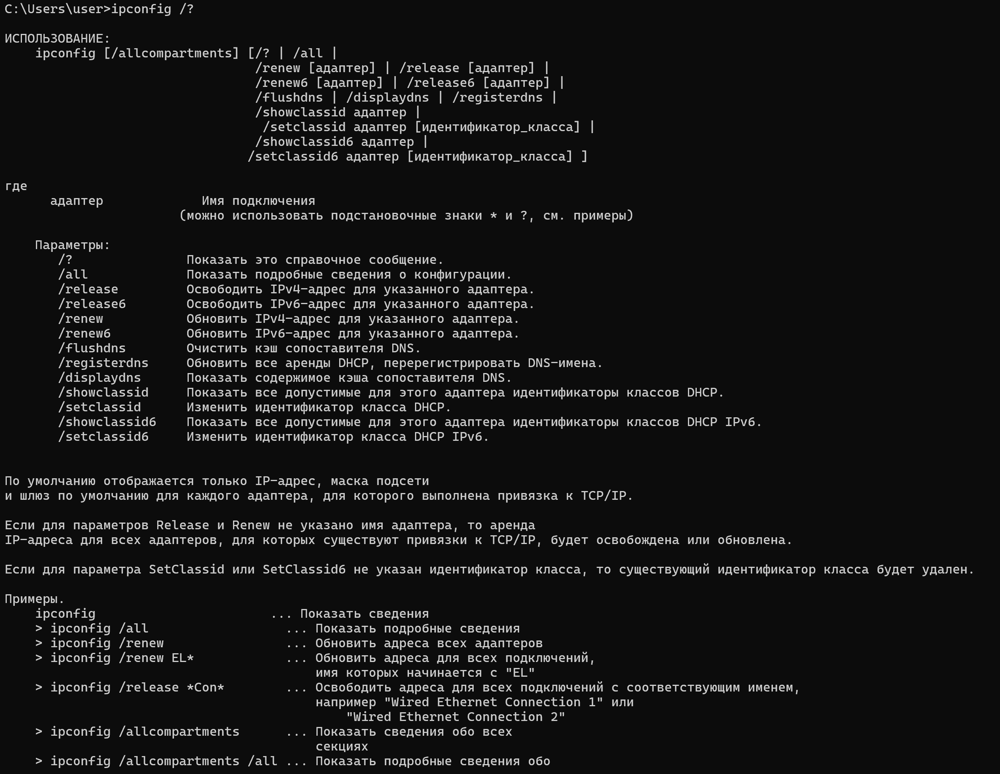 C:\Users\user>ipconfig /?

ИСПОЛЬЗОВАНИЕ:
    ipconfig [/allcompartments] [/? | /all |
                                 /renew [адаптер] | /release [адаптер] |
                                 /renew6 [адаптер] | /release6 [адаптер] |
                                 /flushdns | /displaydns | /registerdns |
                                 /showclassid адаптер |
                                  /setclassid адаптер [идентификатор_класса] |
                                 /showclassid6 адаптер |
                                /setclassid6 адаптер [идентификатор_класса] ]

где
      адаптер             Имя подключения
                       (можно использовать подстановочные знаки * и ?, см. примеры)

    Параметры:
       /?               Показать это справочное сообщение.
       /all             Показать подробные сведения о конфигурации.
       /release         Освободить IPv4-адрес для указанного адаптера.
       /release6        Освободить IPv6-адрес для указанного адаптера.
       /renew           Обновить IPv4-адрес для указанного адаптера.
       /renew6          Обновить IPv6-адрес для указанного адаптера.
       /flushdns        Очистить кэш сопоставителя DNS.
       /registerdns     Обновить все аренды DHCP, перерегистрировать DNS-имена.
       /displaydns      Показать содержимое кэша сопоставителя DNS.
       /showclassid     Показать все допустимые для этого адаптера идентификаторы классов DHCP.
       /setclassid      Изменить идентификатор класса DHCP.
       /showclassid6    Показать все допустимые для этого адаптера идентификаторы классов DHCP IPv6.
       /setclassid6     Изменить идентификатор класса DHCP IPv6.


По умолчанию отображается только IP-адрес, маска подсети
и шлюз по умолчанию для каждого адаптера, для которого выполнена привязка к TCP/IP.

Если для параметров Release и Renew не указано имя адаптера, то аренда
IP-адреса для всех адаптеров, для которых существуют привязки к TCP/IP, будет освобождена или обновлена.

Если для параметра SetClassid или SetClassid6 не указан идентификатор класса, то существующий идентификатор класса будет удален.

Примеры.
    ipconfig                       ... Показать сведения
    > ipconfig /all                  ... Показать подробные сведения
    > ipconfig /renew                ... Обновить адреса всех адаптеров
    > ipconfig /renew EL*            ... Обновить адреса для всех подключений,
                                         имя которых начинается с "EL"
    > ipconfig /release *Con*        ... Освободить адреса для всех подключений с соответствующим именем,
                                         например "Wired Ethernet Connection 1" или
                                             "Wired Ethernet Connection 2"
    > ipconfig /allcompartments      ... Показать сведения обо всех
                                         секциях
    > ipconfig /allcompartments /all ... Показать подробные сведения обо